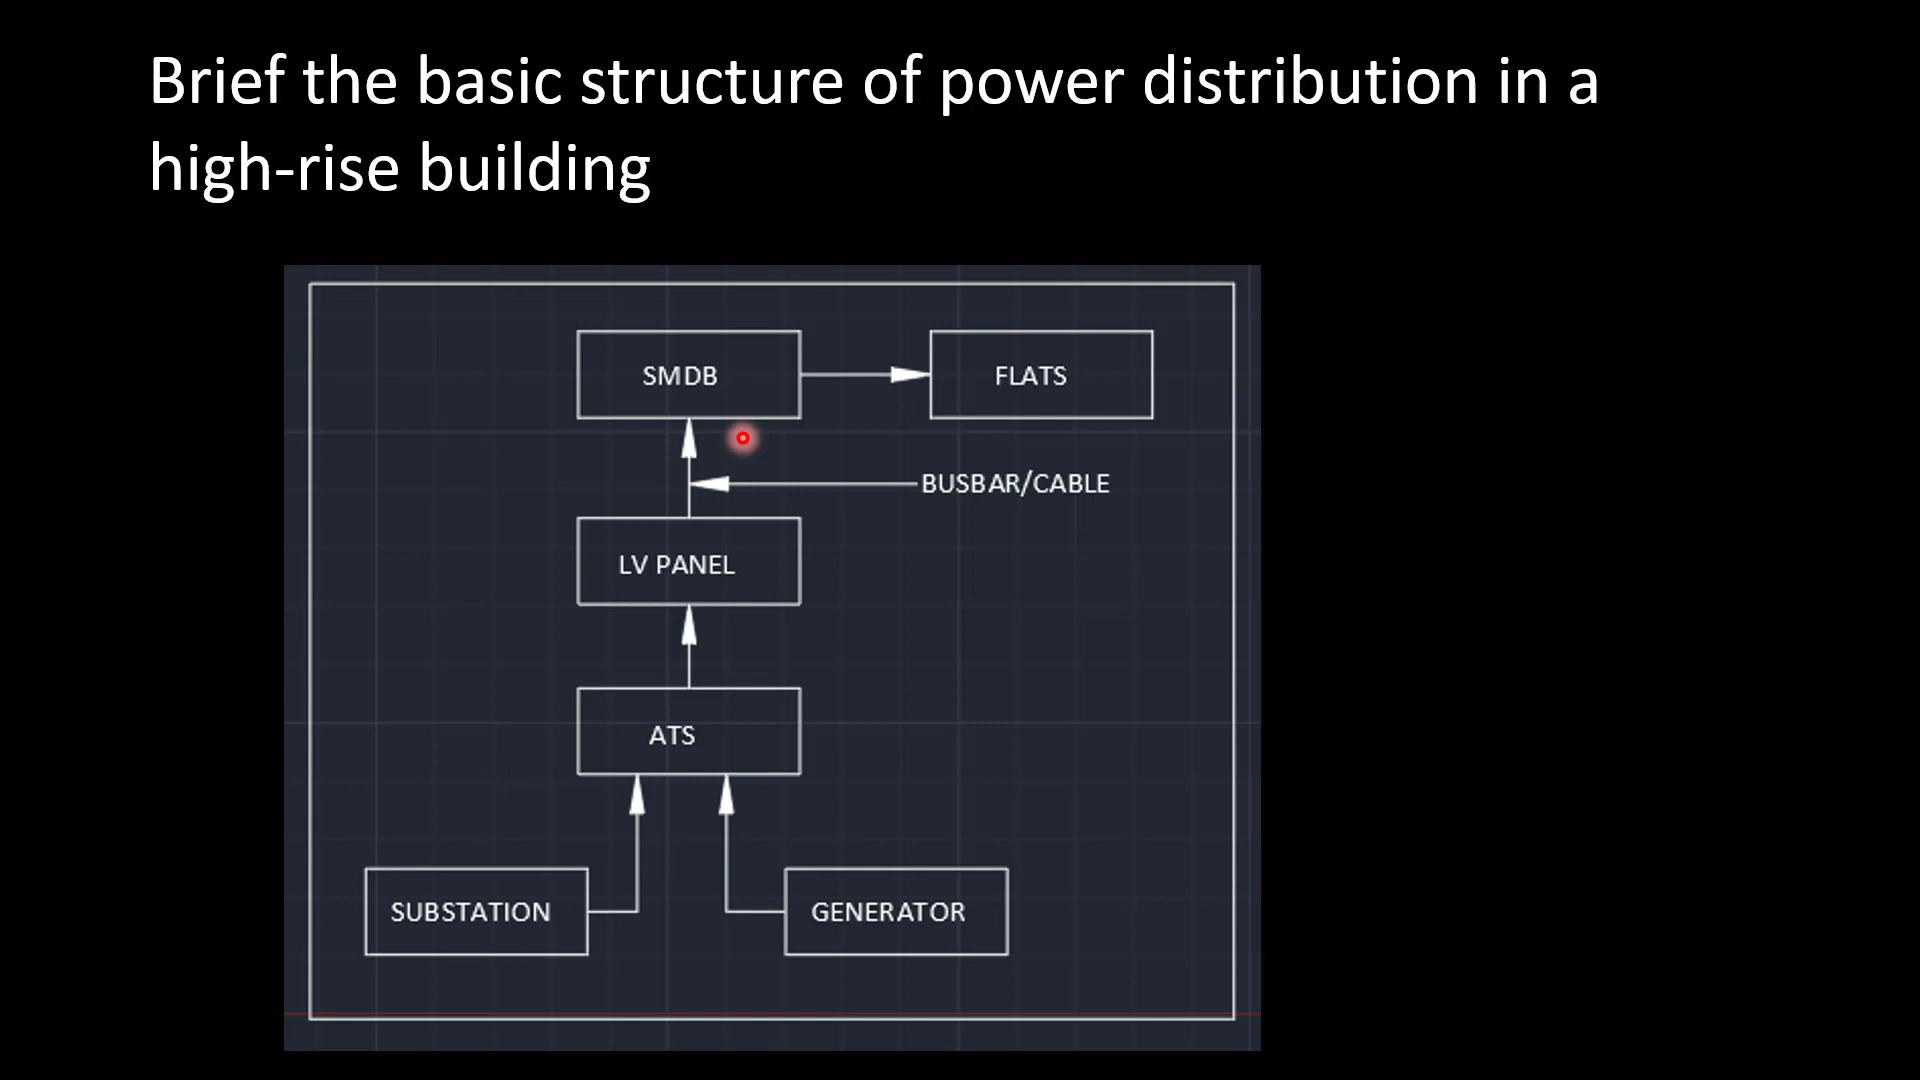 Brief the basic structure of power distribution in a
high-rise building
SMDB
FLATS
BUSBAR/CABLE
LV PANEL
ATS
SUBSTATION
GENERATOR